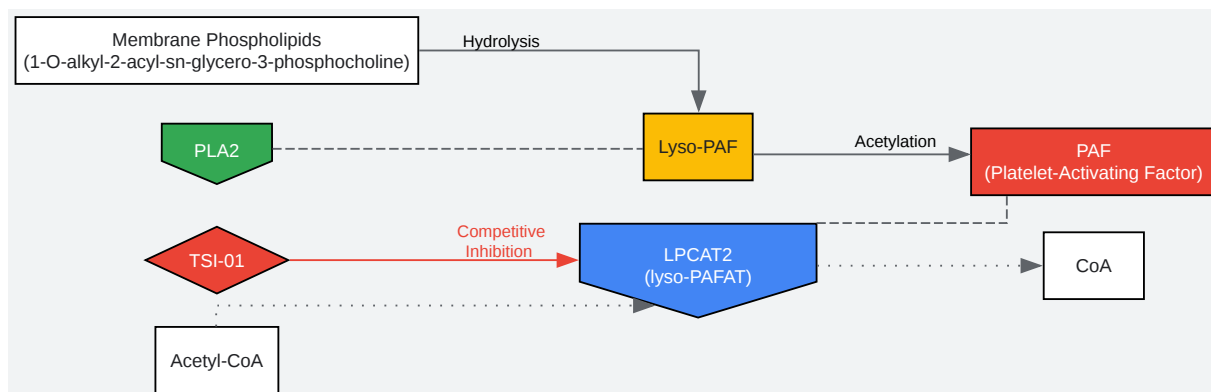 Membrane Phospholipids
(1-O-alkyl-2-acyl-sn-glycero-3-phosphocholine)
Hydrolysis
PLA2
Lyso-PAF
Acetylation
PAF
(Platelet-Activating Factor)
TSI-01
Competitive
Inhibition
LPCAT2
(lyso-PAFAT)
CoA
Acetyl-CoA